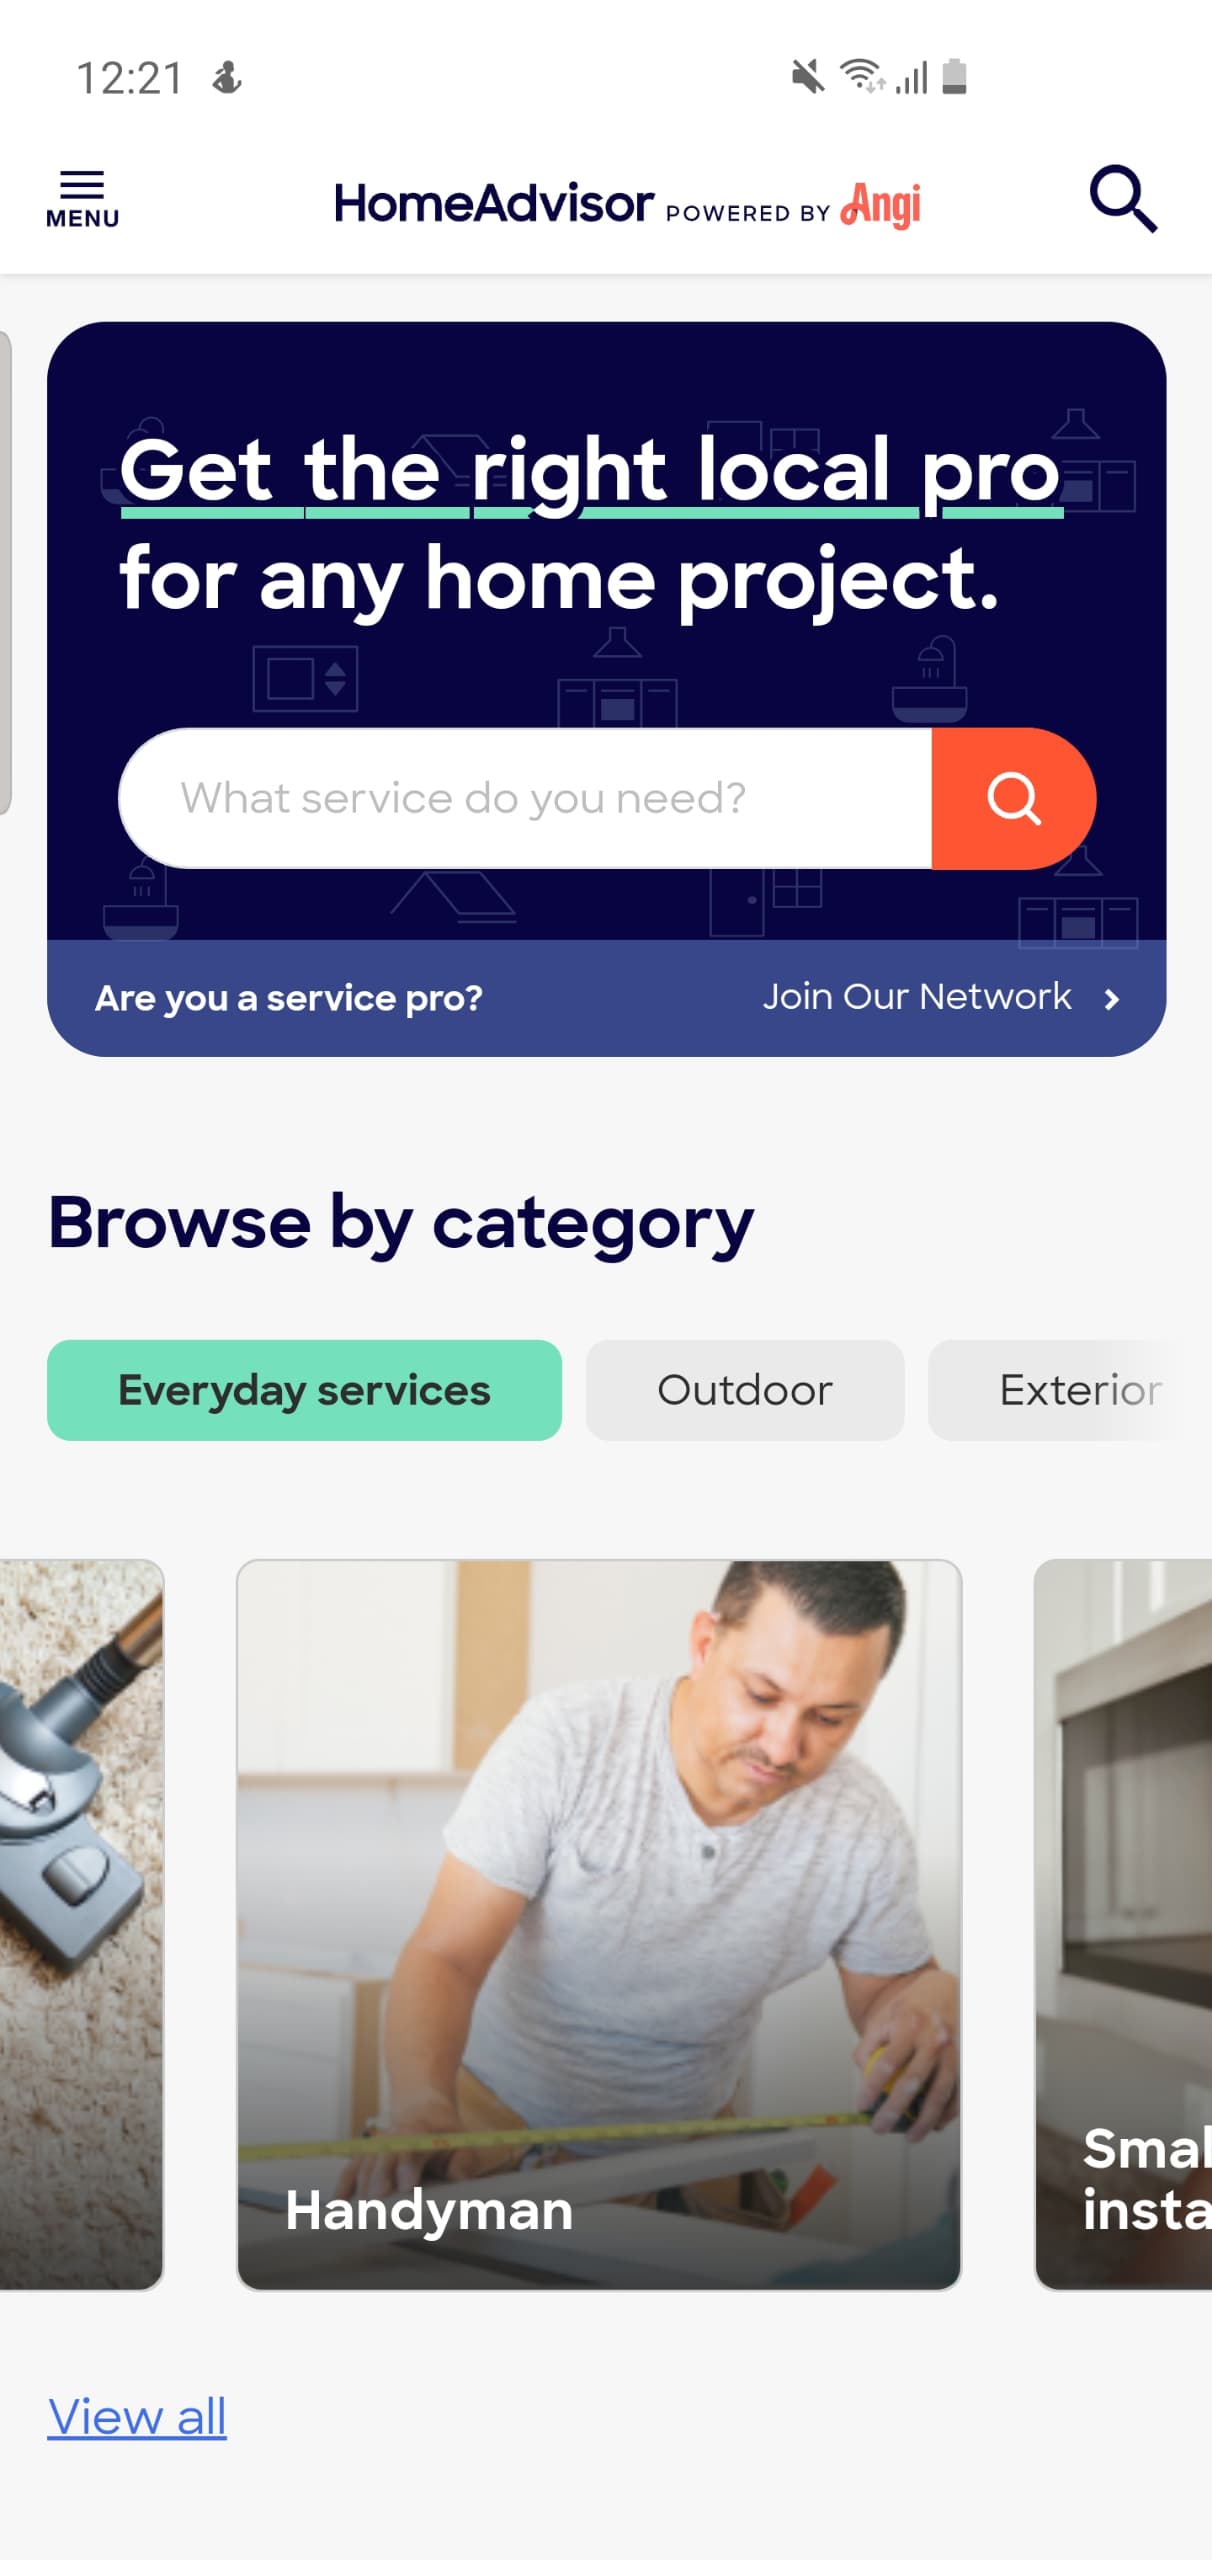 12:21
MENU
HomeAdvisor POWERED BY Angi
Get the right local pro
for any home project.
What service do you need?
Are you a service pro?
Join Our Network
Browse by category
Everyday services
Outdoor
Exterior
Handyman
Smal
insta
View all